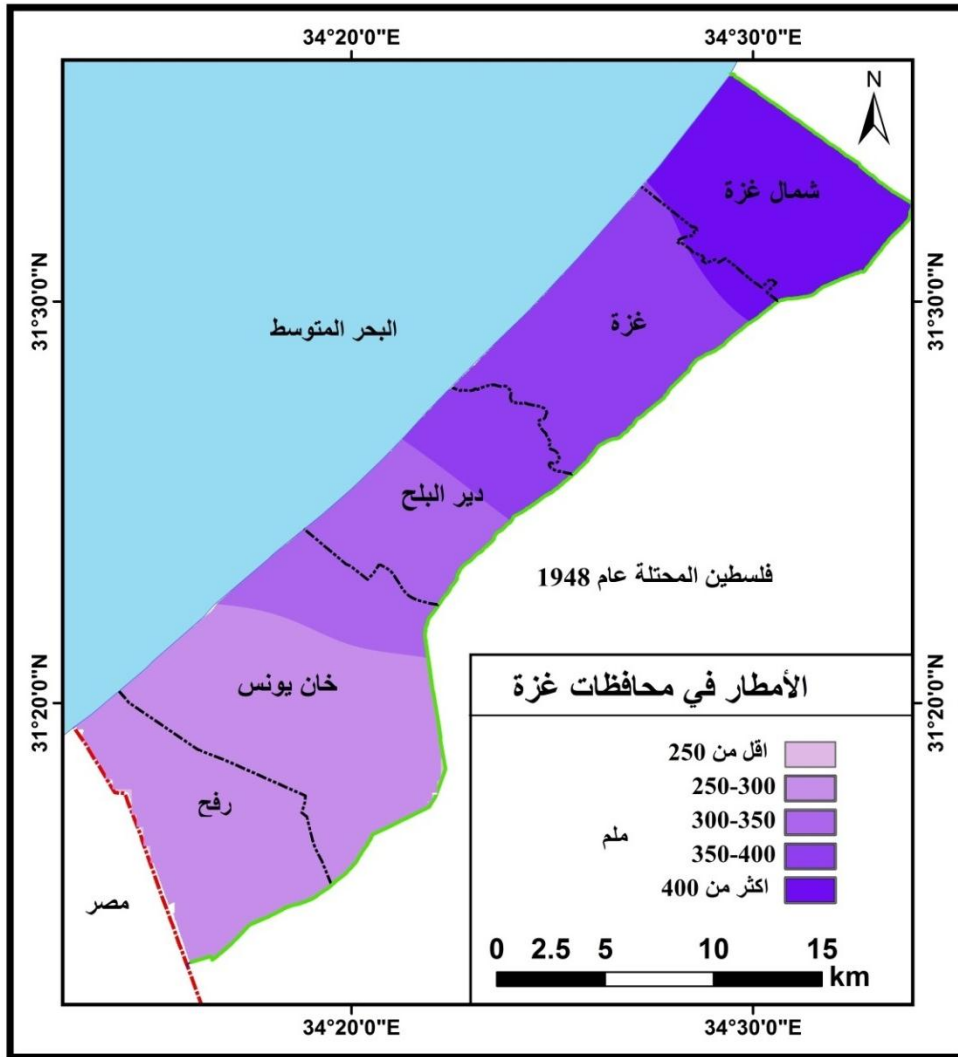 34°20'0"E
34°30'0"E
N
شمال غزة
31°30'0"N
31°30'0"N
غزة
البحر المتوسط
دير البلح
فلسطين المحتلة عام 1948
خان يونس
31°20'0"N
31°20'0"N
رفح
مصر
الأمطار في محافظات غزة
اقل من 250
250-300
300-350
ملم
350-400
اكثر من 400
0 2.5 5 10 15
km
34°20'0"E
34°30'0"E